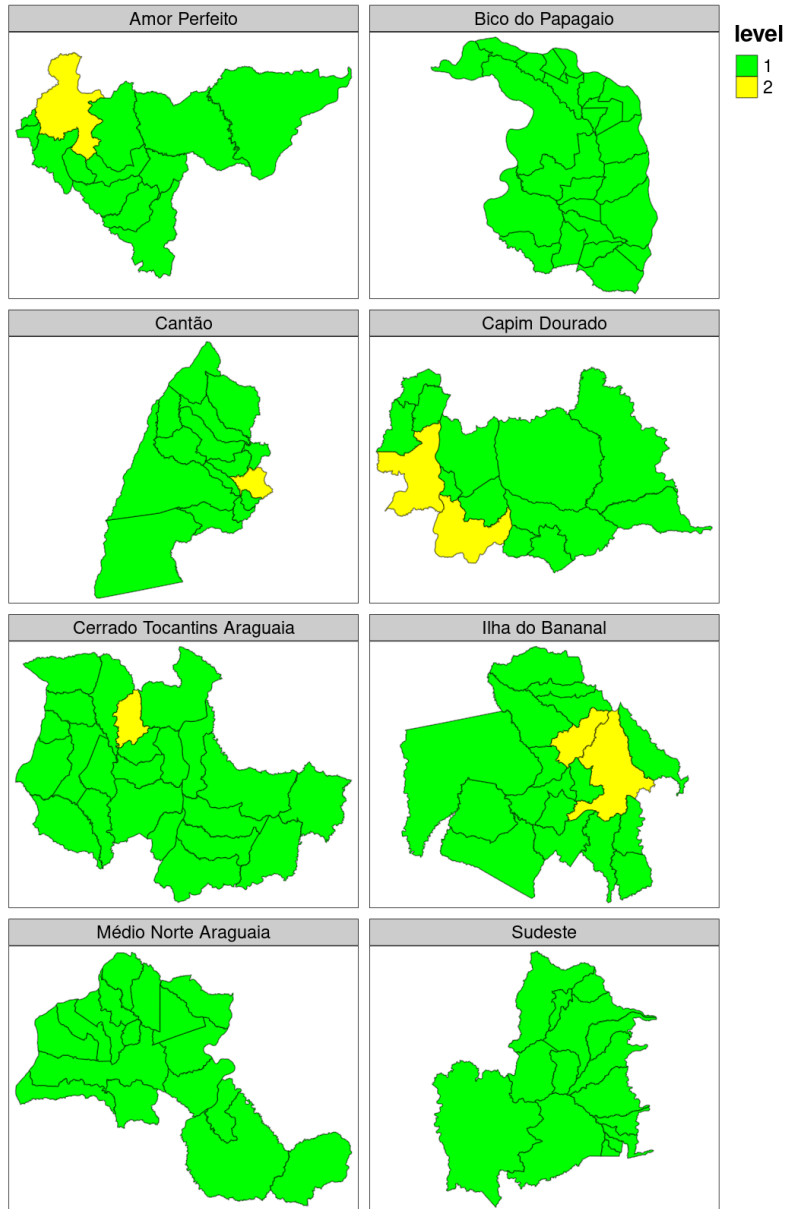 Amor Perfeito
Bico do Papagaio
level
1
2
Cantão
Capim Dourado
Cerrado Tocantins Araguaia
Ilha do Bananal
Médio Norte Araguaia
Sudeste